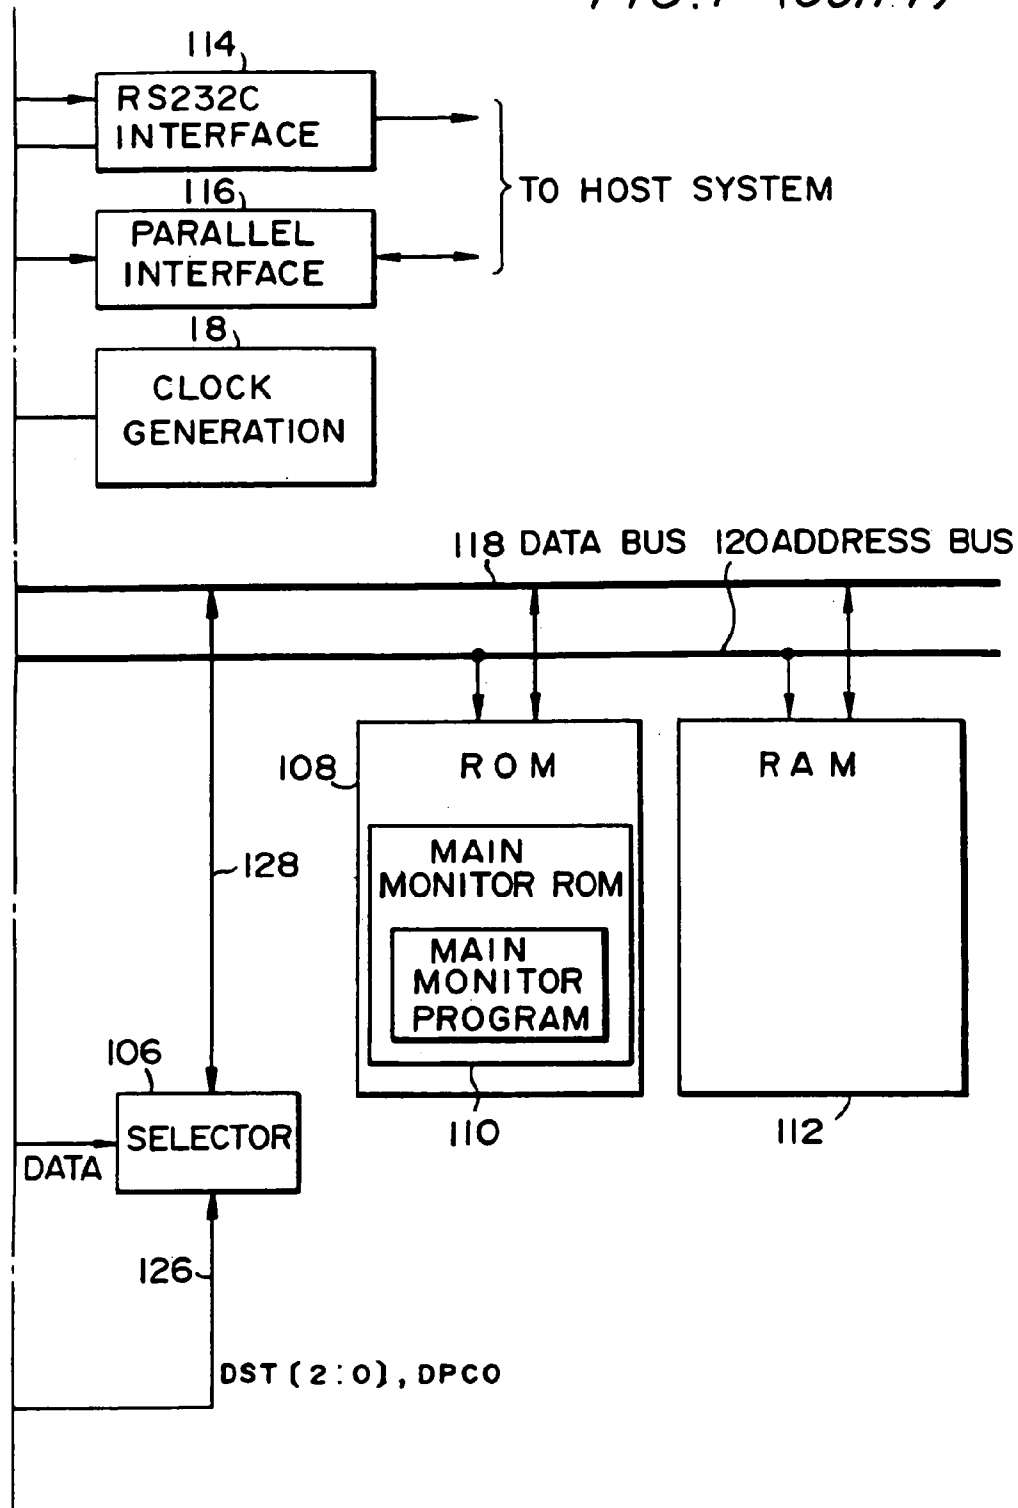 114
RS232C
INTERFACE
116
PARALLEL
INTERFACE
TO HOST SYSTEM
18
CLOCK
GENERATION
118 DATA BUS 120 ADDRESS BUS
108
ROM
RAM
MAIN
MONITOR ROM
MAIN
MONITOR
PROGRAM
128
106
SELECTOR
DATA
110
112
126
DST (2:0), DPCO